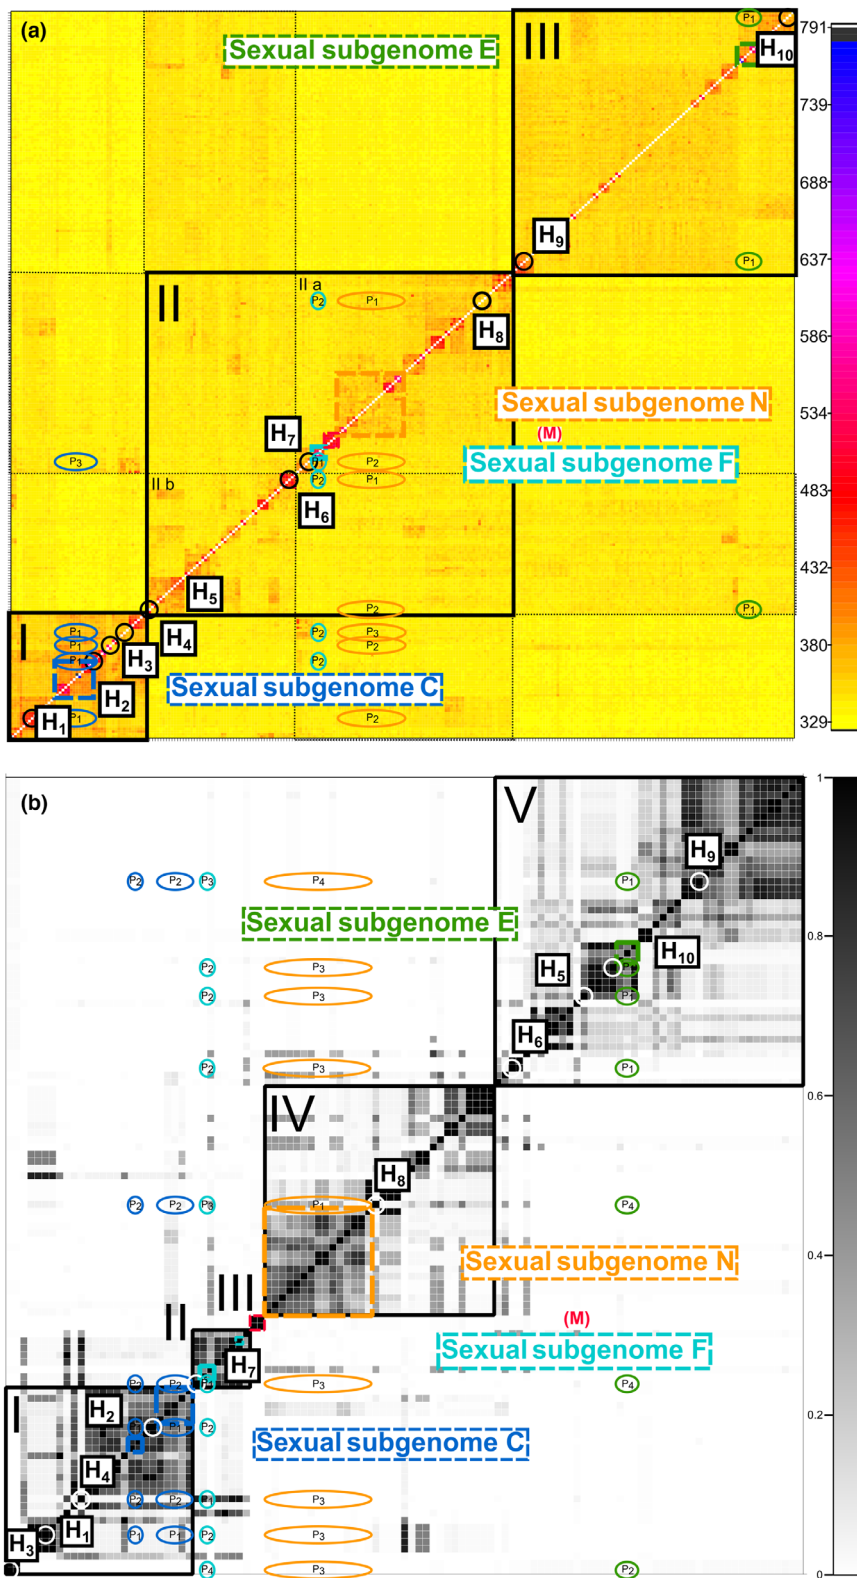 (a)
Sexual subgenome E
III
H10
791
739
688
637
586
534
483
432
380
329
P1
H9
P1
II
II a
P2
P1
H8
Sexual subgenome N
(M)
Sexual subgenome F
H7
P3
P2
II b
P2
P1
H6
H5
P2
P1
I
P1
P1
P1
H4
H3
P2
P3
P2
P2
H2
Sexual subgenome C
H1
P1
P2
(b)
V
1
H9
P2
P2
P3
P4
P1
Sexual subgenome E
0.8
H10
H5
P2
P3
P1
P2
P3
P1
H6
P2
P3
P1
0.6
IV
H8
P2
P2
P3
P1
P4
0.4
Sexual subgenome N
III
II
(M)
Sexual subgenome F
H7
P2
P2
P3
P4
I
H2
P1
P1
P2
0.2
Sexual subgenome C
H4
P2
P2
P1
P3
H1
P1
P1
P2
P3
H3
P4
P3
P2
0